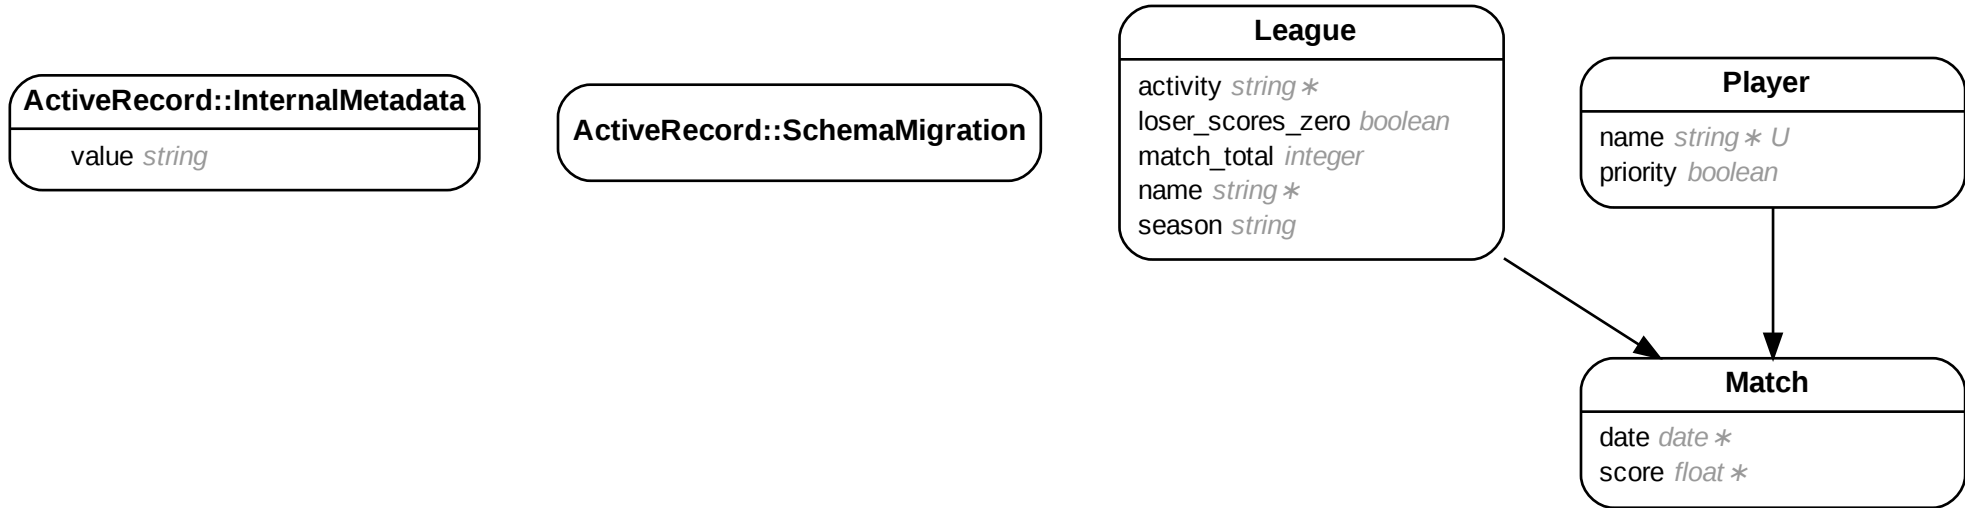 ActiveRecord::InternalMetadata
value string
ActiveRecord::SchemaMigration
League
activity string ∗
loser_scores_zero boolean
match_total integer
name string ∗
season string
Player
name string ∗ U
priority boolean
Match
date date ∗
score float ∗